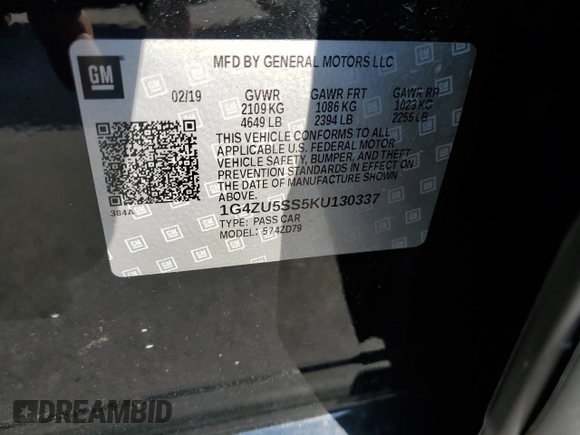 GM
MFD BY GENERAL MOTORS LLC
02/19 GVWR GAWR FRT GAWR RR
2109 KG 1086 KG 1023 KG
4649 LB 2394 LB 2255 LB
THIS VEHICLE CONFORMS TO ALL
APPLICABLE U.S. FEDERAL MOTOR
VEHICLE SAFETY, BUMPER, AND THEFT
PREVENTION STANDARDS IN EFFECT ON
THE DATE OF MANUFACTURE SHOWN
ABOVE.
384A
1G4ZU5SS5KU130337
TYPE: PASS CAR
MODEL: 574ZD79
DREAMBID